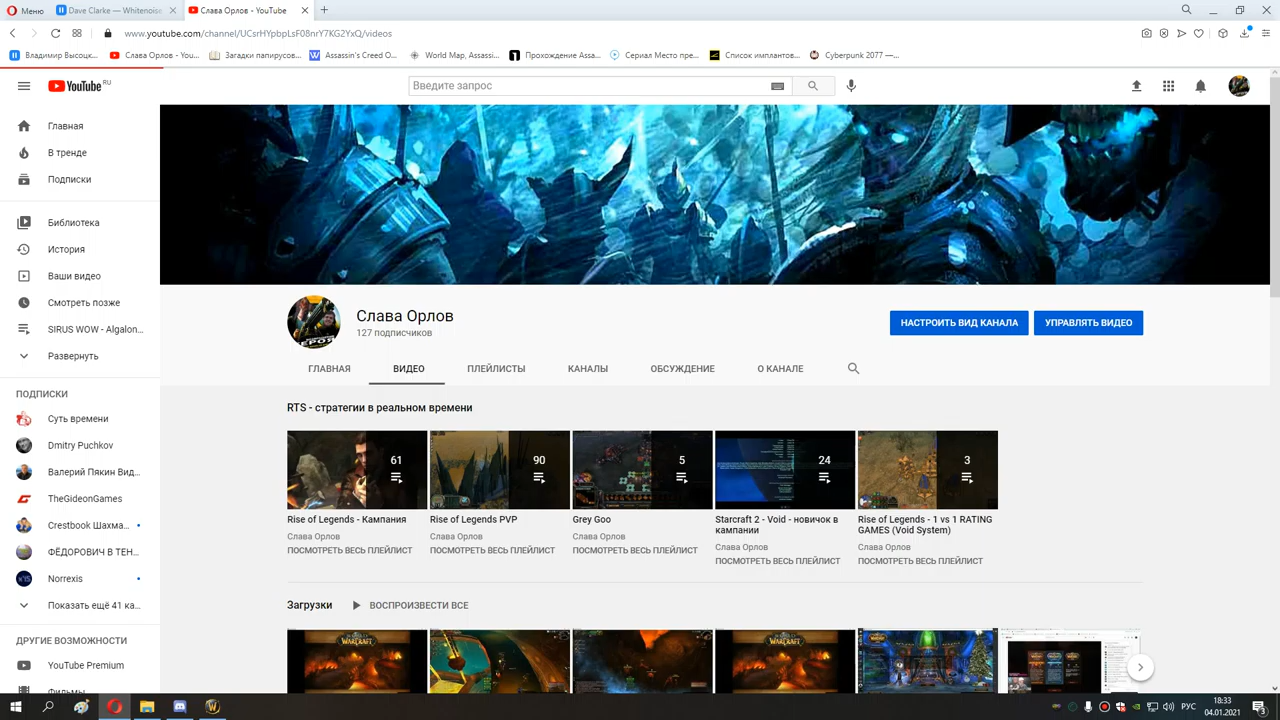 Меню
Dave Clarke — Whitenoise
Слава Орлов - YouTube
www.youtube.com/channel/UCsrHYpbpLsF08nrY7KG2YxQ/videos
Владимир Высоцк...
Слава Орлов - You...
Загадки папирусов...
Assassin's Creed O...
World Map, Assassi...
Прохождение Assa...
Сериал Место пре...
Список имплантов...
Cyberpunk 2077 —...
YouTube RU
Введите запрос
Главная
В тренде
Подписки
Библиотека
История
Ваши видео
Смотреть позже
SIRUS WOW - Algalon...
Развернуть
ПОДПИСКИ
Суть времени
Dmitry Puchkov
Валерий Пякин Вид...
TheGideonGames
Crestbook Шахма...
ФЁДОРОВИЧ В ТЕН...
Norrexis
Показать ещё 41 ка...
ДРУГИЕ ВОЗМОЖНОСТИ
YouTube Premium
Фильмы
Слава Орлов
127 подписчиков
НАСТРОИТЬ ВИД КАНАЛА
УПРАВЛЯТЬ ВИДЕО
ГЛАВНАЯ
ВИДЕО
ПЛЕЙЛИСТЫ
КАНАЛЫ
ОБСУЖДЕНИЕ
О КАНАЛЕ
RTS - стратегии в реальном времени
61
90
5
24
3
Rise of Legends - Кампания
Слава Орлов
ПОСМОТРЕТЬ ВЕСЬ ПЛЕЙЛИСТ
Rise of Legends PVP
Слава Орлов
ПОСМОТРЕТЬ ВЕСЬ ПЛЕЙЛИСТ
Grey Goo
Слава Орлов
ПОСМОТРЕТЬ ВЕСЬ ПЛЕЙЛИСТ
Starcraft 2 - Void - новичок в
кампании
Слава Орлов
ПОСМОТРЕТЬ ВЕСЬ ПЛЕЙЛИСТ
Rise of Legends - 1 vs 1 RATING
GAMES (Void System)
Слава Орлов
ПОСМОТРЕТЬ ВЕСЬ ПЛЕЙЛИСТ
Загрузки
ВОСПРОИЗВЕСТИ ВСЕ
WARCRAFT
WARCRAFT
РУС
18:33
04.01.2021
3